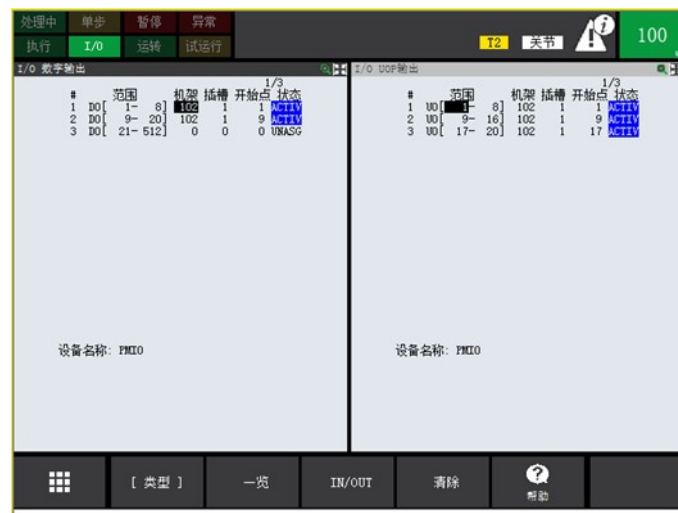 处理中 单步 暂停 异常
执行 I/O 运转 试运行 T2 关节 100
I/O 数字输出
1/3
# 范围 机架 插槽 开始点 状态
1 DO[ 1- 8] 102 1 1 ACTIV
2 DO[ 9- 20] 102 1 9 ACTIV
3 DO[ 21- 512] 0 0 0 UNASG
设备名称: PMIO
I/O UOP输出
1/3
# 范围 机架 插槽 开始点 状态
1 UO[ 1- 8] 102 1 1 ACTIV
2 UO[ 9- 16] 102 1 9 ACTIV
3 UO[ 17- 20] 102 1 17 ACTIV
设备名称: PMIO
[ 类型 ] 一览 IN/OUT 清除 帮助